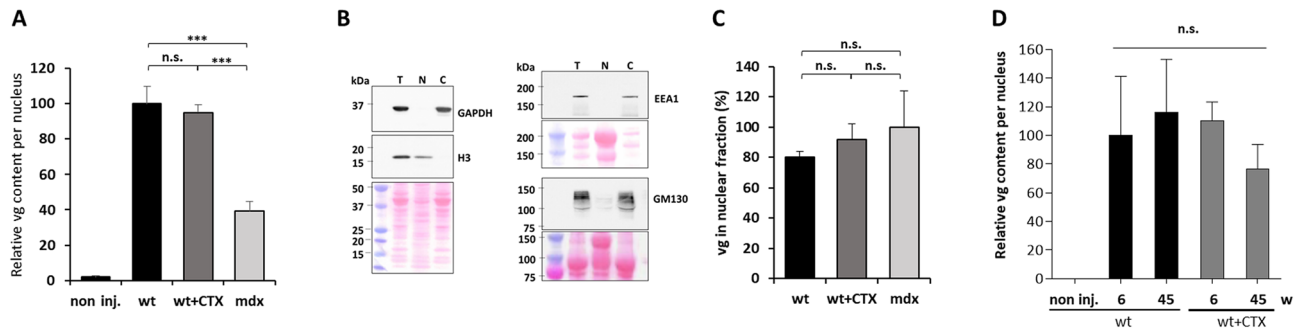 A
Relative vg content per nucleus
120
100
80
60
40
20
0
***
n.s.
***
non inj.
wt
wt+CTX
mdx
B
kDa
T N C
37
GAPDH
20
15
H3
50
37
25
20
15
kDa
T N C
200
150
EEA1
200
150
150
100
75
GM130
150
100
75
C
vg in nuclear fraction (%)
140
120
100
80
60
40
20
0
n.s.
n.s.
n.s.
wt
wt+CTX
mdx
D
Relative vg content per nucleus
160
140
120
100
80
60
40
20
0
n.s.
non inj. 6 45 6 45 w
wt
wt+CTX